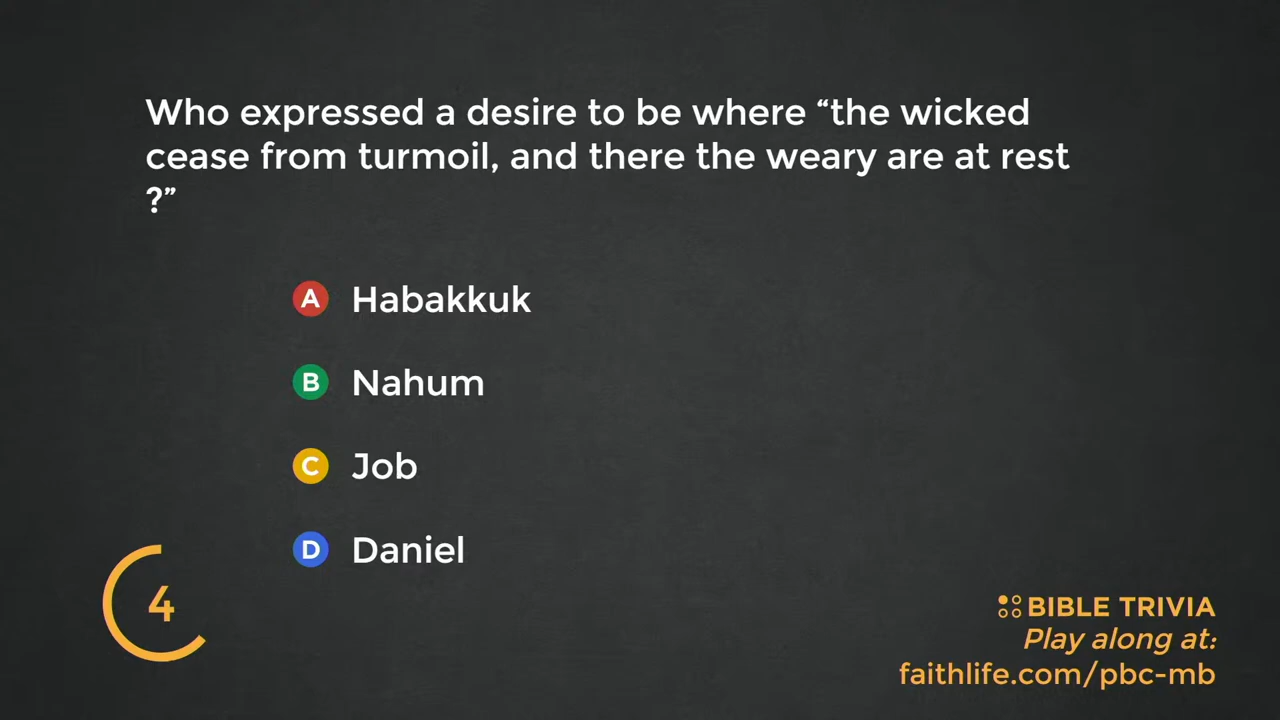 Who expressed a desire to be where “the wicked
cease from turmoil, and there the weary are at rest
?”
A Habakkuk
B Nahum
C Job
D Daniel
4
BIBLE TRIVIA
Play along at:
faithlife.com/pbc-mb